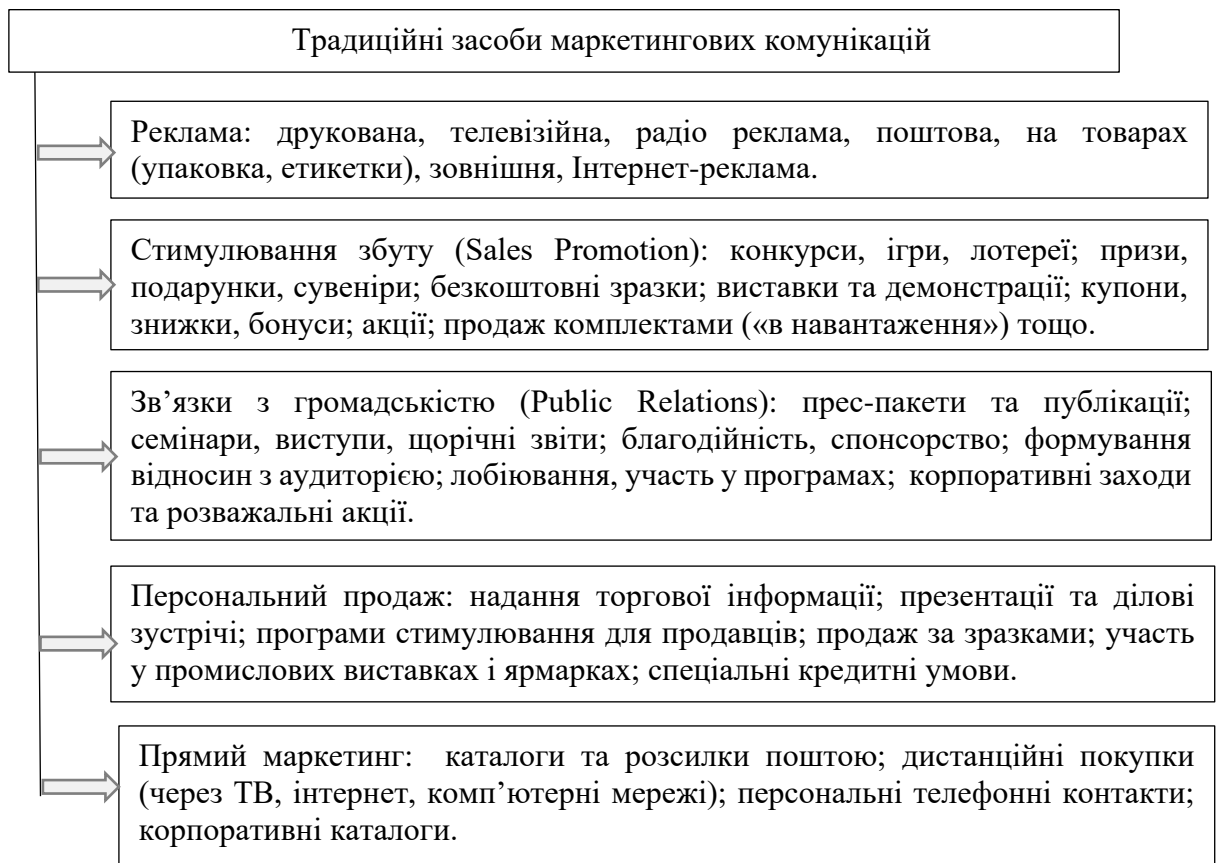 Традиційні засоби маркетингових комунікацій
Реклама: друкована, телевізійна, радіо реклама, поштова, на товарах
(упаковка, етикетки), зовнішня, Інтернет-реклама.
Стимулювання збуту (Sales Promotion): конкурси, ігри, лотереї; призи,
подарунки, сувеніри; безкоштовні зразки; виставки та демонстрації; купони,
знижки, бонуси; акції; продаж комплектами («в навантаження») тощо.
Зв’язки з громадськістю (Public Relations): прес-пакети та публікації;
семінари, виступи, щорічні звіти; благодійність, спонсорство; формування
відносин з аудиторією; лобіювання, участь у програмах; корпоративні заходи
та розважальні акції.
Персональний продаж: надання торгової інформації; презентації та ділові
зустрічі; програми стимулювання для продавців; продаж за зразками; участь
у промислових виставках і ярмарках; спеціальні кредитні умови.
Прямий маркетинг: каталоги та розсилки поштою; дистанційні покупки
(через ТВ, інтернет, комп’ютерні мережі); персональні телефонні контакти;
корпоративні каталоги.